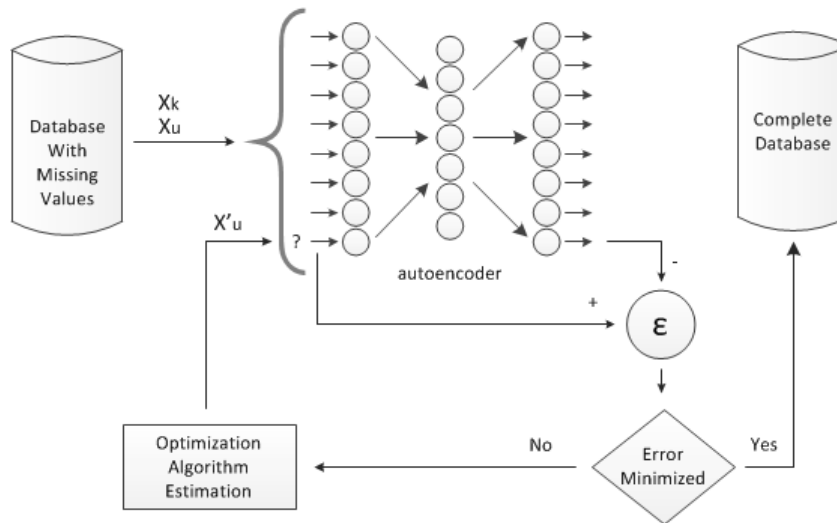 Xk
Xu
Database
With
Missing
Values
Complete
Database
X'u
?
autoencoder
-
+
ε
Optimization
Algorithm
Estimation
No
Error
Minimized
Yes